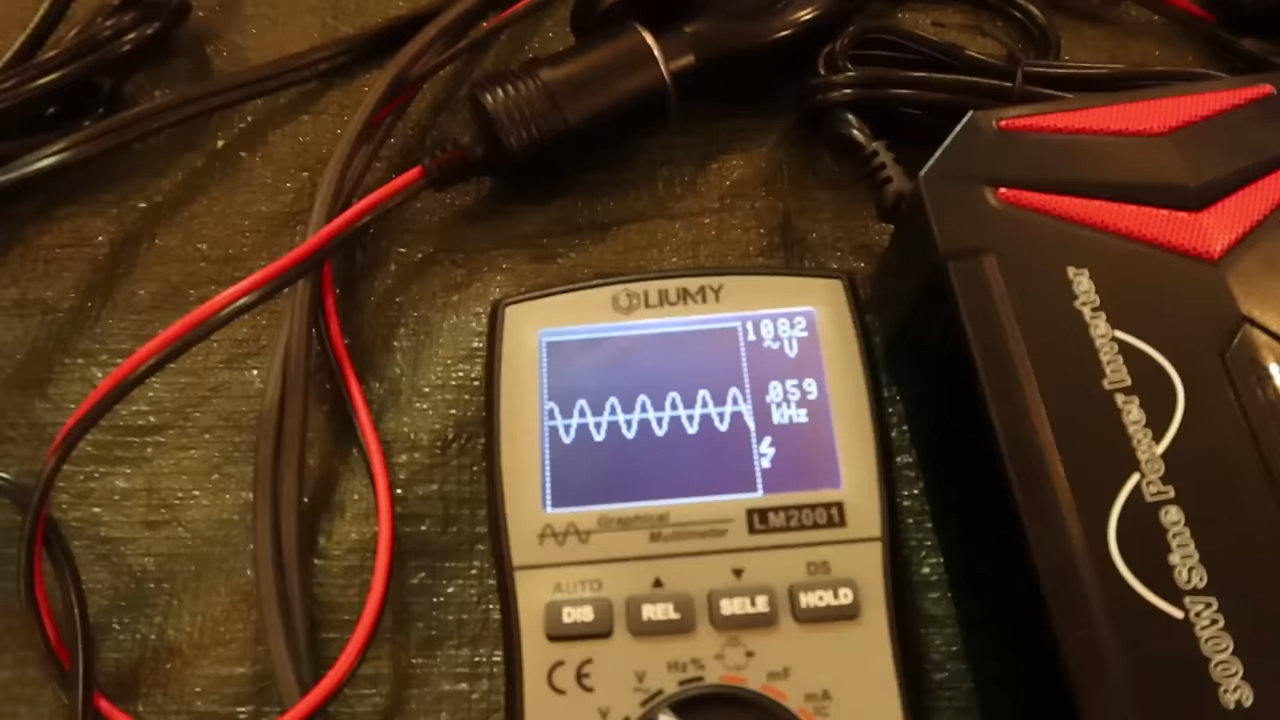 LIUMY
1082
~V
.059
kHz
Graphical
Multimeter
LM2001
AUTO
DS
DIS
REL
SELE
HOLD
CE
Hz%
mF
V
mA
V
300W Sine Power Inverter